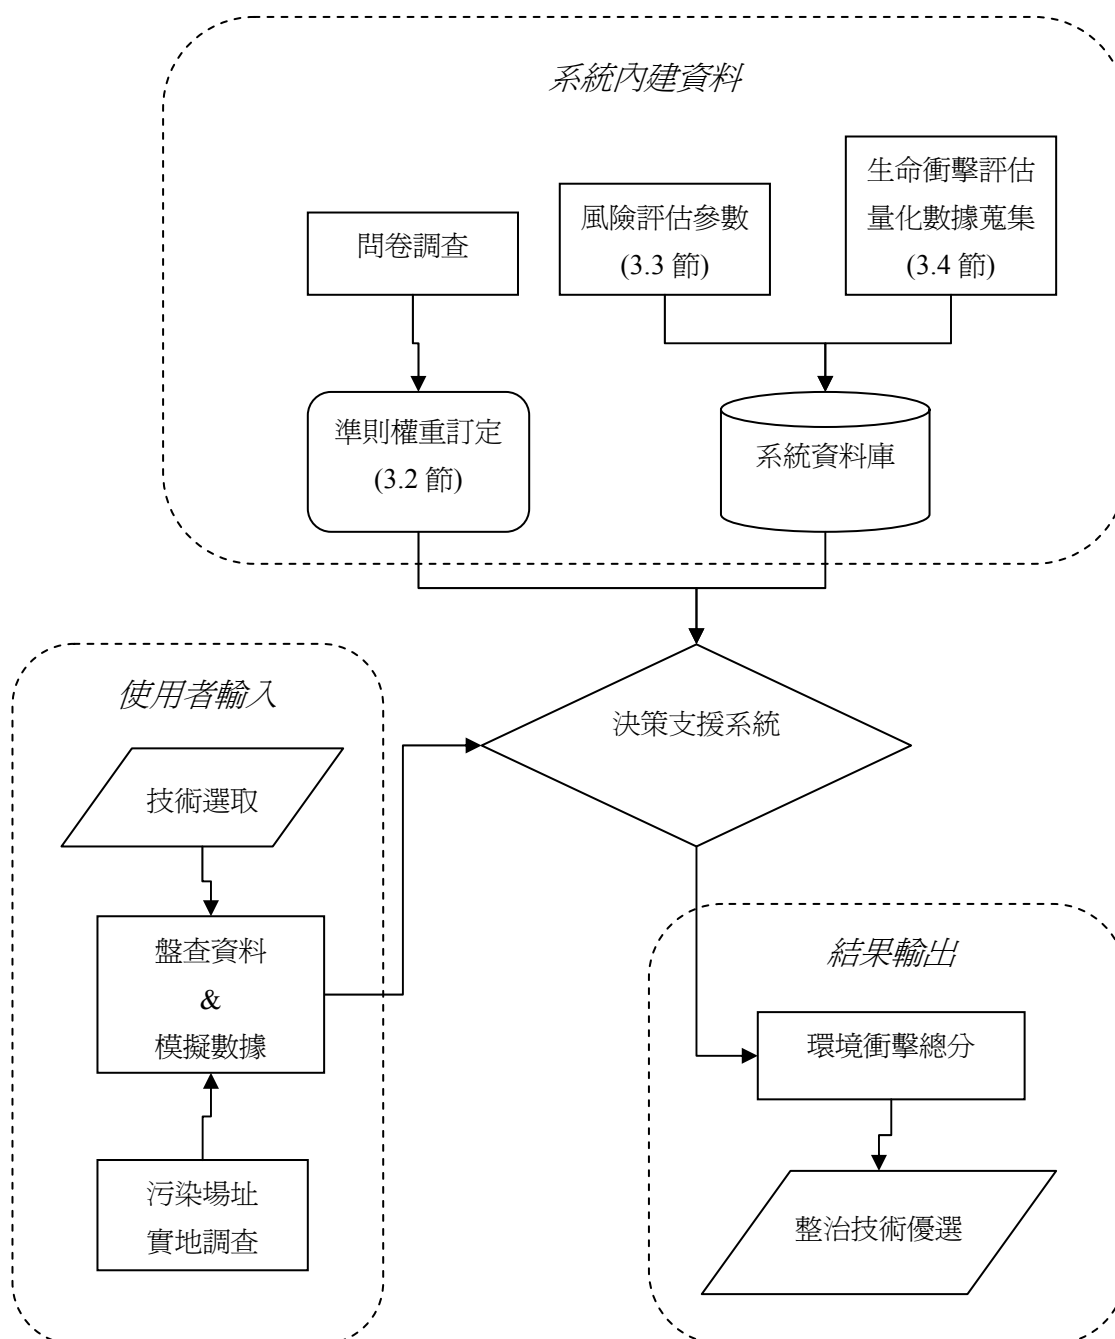 系統內建資料
問卷調查
風險評估參數
(3.3 節)
生命衝擊評估
量化數據蒐集
(3.4 節)
準則權重訂定
(3.2 節)
系統資料庫
使用者輸入
技術選取
盤查資料
&
模擬數據
污染場址
實地調查
決策支援系統
結果輸出
環境衝擊總分
整治技術優選